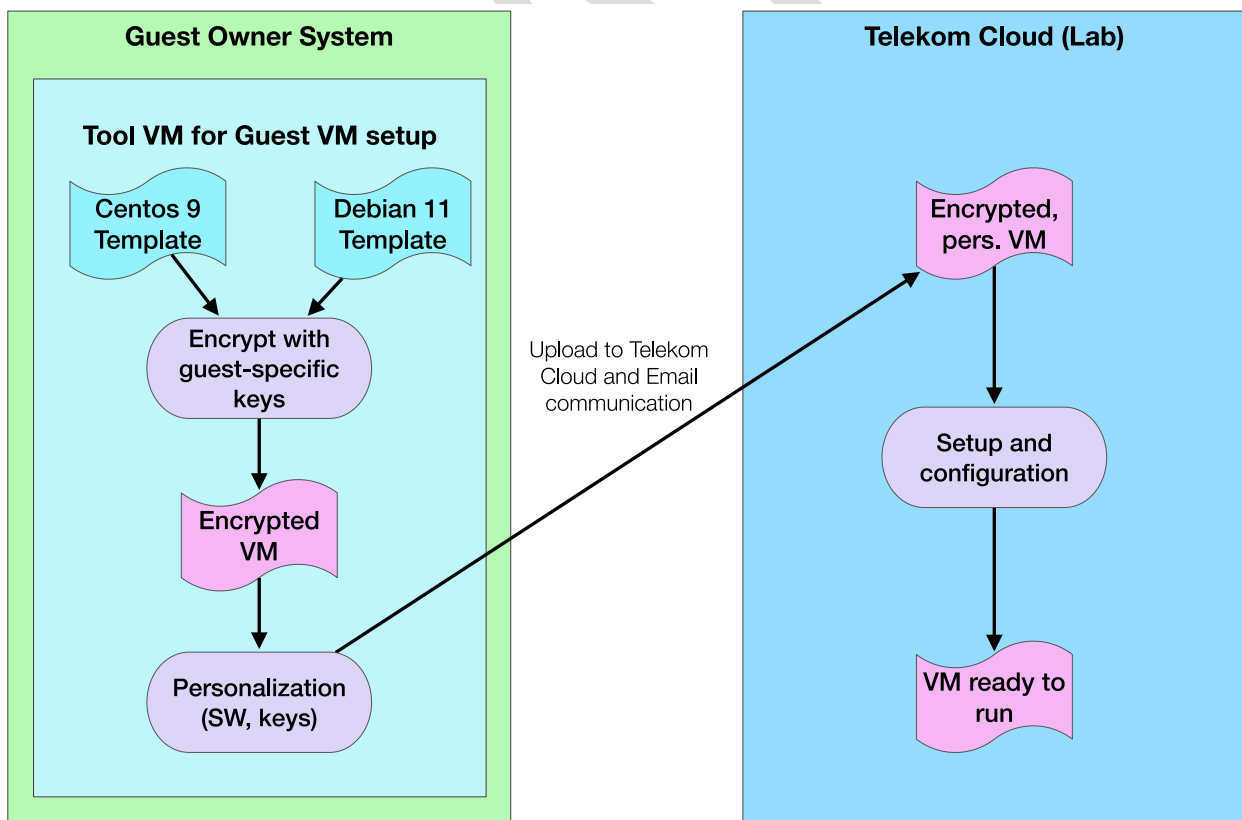 Guest Owner System
Tool VM for Guest VM setup
Centos 9
Template
Debian 11
Template
Encrypt with
guest-specific
keys
Encrypted
VM
Personalization
(SW, keys)
Upload to Telekom
Cloud and Email
communication
Telekom Cloud (Lab)
Encrypted,
pers. VM
Setup and
configuration
VM ready to
run